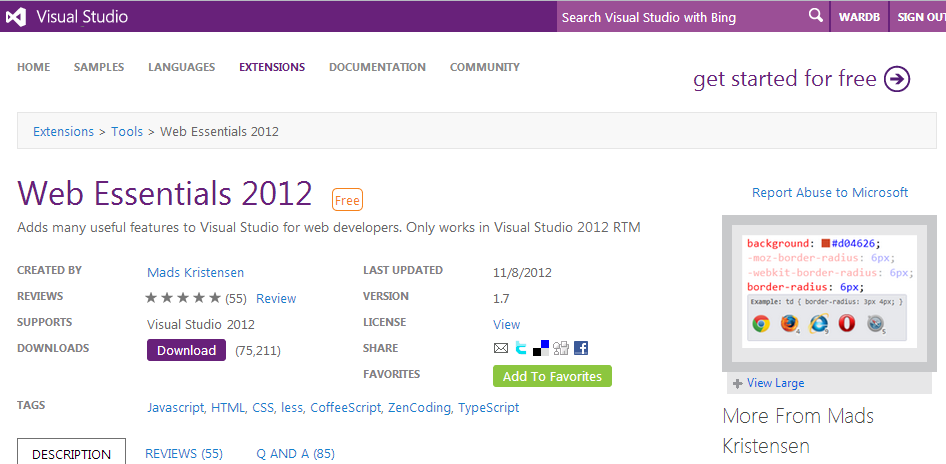 Visual Studio
Search Visual Studio with Bing
WARDB
SIGN OUT
HOME SAMPLES LANGUAGES EXTENSIONS DOCUMENTATION COMMUNITY
get started for free
Extensions > Tools > Web Essentials 2012
Web Essentials 2012 Free
Adds many useful features to Visual Studio for web developers. Only works in Visual Studio 2012 RTM
CREATED BY Mads Kristensen
REVIEWS (55) Review
SUPPORTS Visual Studio 2012
DOWNLOADS Download (75,211)
LAST UPDATED 11/8/2012
VERSION 1.7
LICENSE View
SHARE
FAVORITES Add To Favorites
TAGS Javascript, HTML, CSS, less, CoffeeScript, ZenCoding, TypeScript
DESCRIPTION REVIEWS (55) Q AND A (85)
Report Abuse to Microsoft
background: #d04626;
-moz-border-radius: 6px;
-webkit-border-radius: 6px;
border-radius: 6px;
Example: td { border-radius: 3px 4px; }
4 9 5
View Large
More From Mads
Kristensen